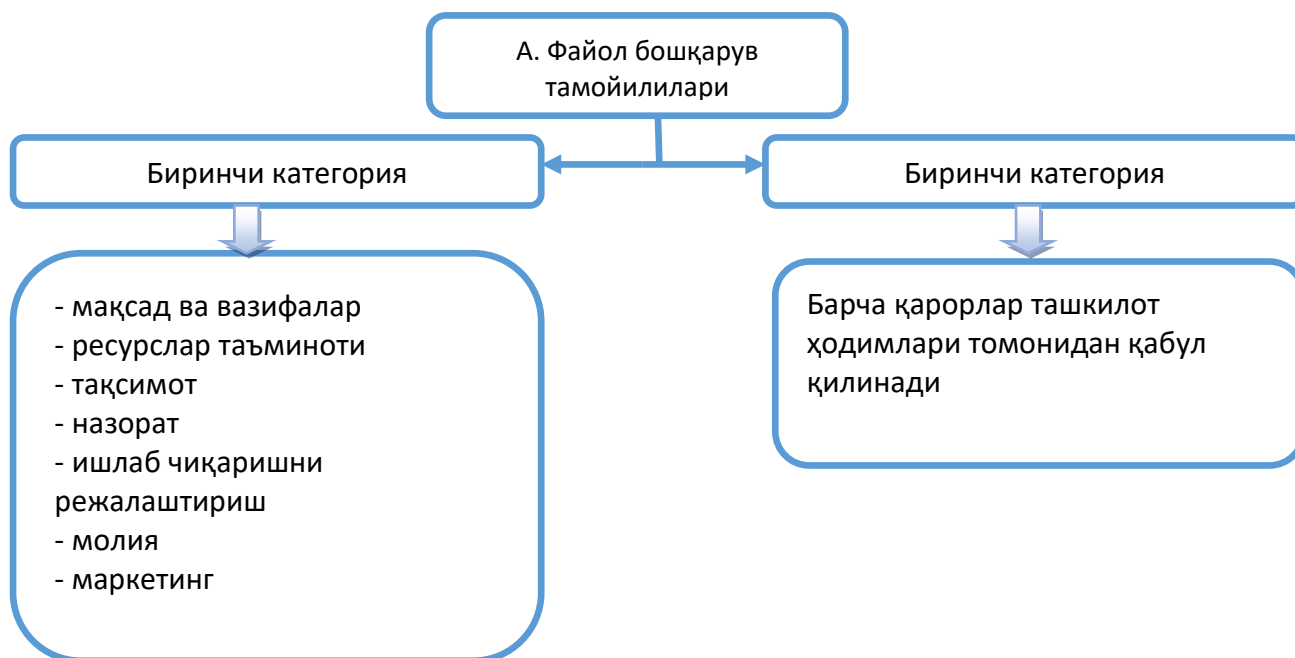 А. Файол бошқарув
тамойилилари
Биринчи категория
Биринчи категория
- мақсад ва вазифалар
- ресурслар таъминоти
- тақсимот
- назорат
- ишлаб чиқаришни
режалаштириш
- молия
- маркетинг
Барча қарорлар ташкилот
ҳодимлари томонидан қабул
қилинади